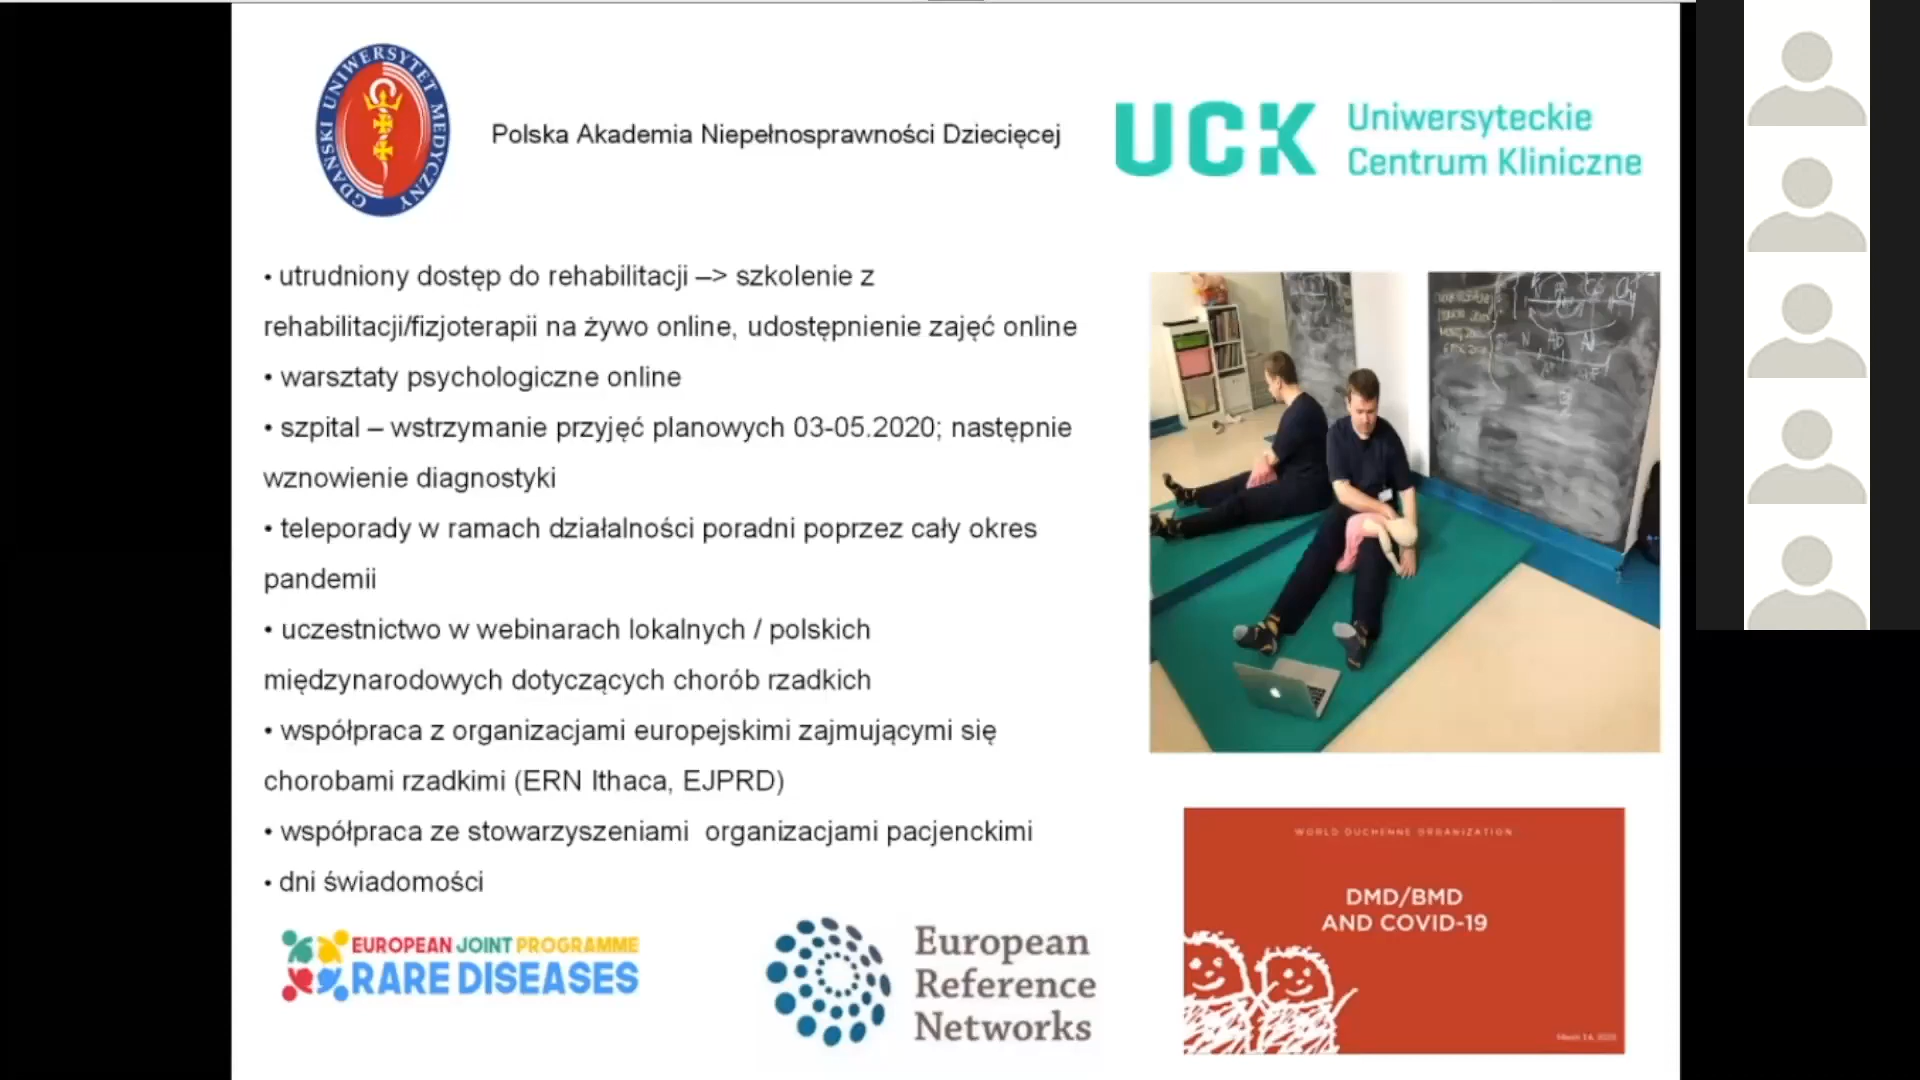 GDAŃSKI UNIWERSYTET MEDYCZNY
Polska Akademia Niepełnosprawności Dziecięcej
UCK
Uniwersyteckie
Centrum Kliniczne
• utrudniony dostęp do rehabilitacji –> szkolenie z
rehabilitacji/fizjoterapii na żywo online, udostępnienie zajęć online
• warsztaty psychologiczne online
• szpital – wstrzymanie przyjęć planowych 03-05.2020; następnie
wznowienie diagnostyki
• teleporady w ramach działalności poradni poprzez cały okres
pandemii
• uczestnictwo w webinarach lokalnych / polskich
międzynarodowych dotyczących chorób rzadkich
• współpraca z organizacjami europejskimi zajmującymi się
chorobami rzadkimi (ERN Ithaca, EJPRD)
• współpraca ze stowarzyszeniami  organizacjami pacjenckimi
• dni świadomości
EUROPEAN JOINT PROGRAMME
RARE DISEASES
European
Reference
Networks
WORLD DUCHENNE ORGANIZATION
DMD/BMD
AND COVID-19